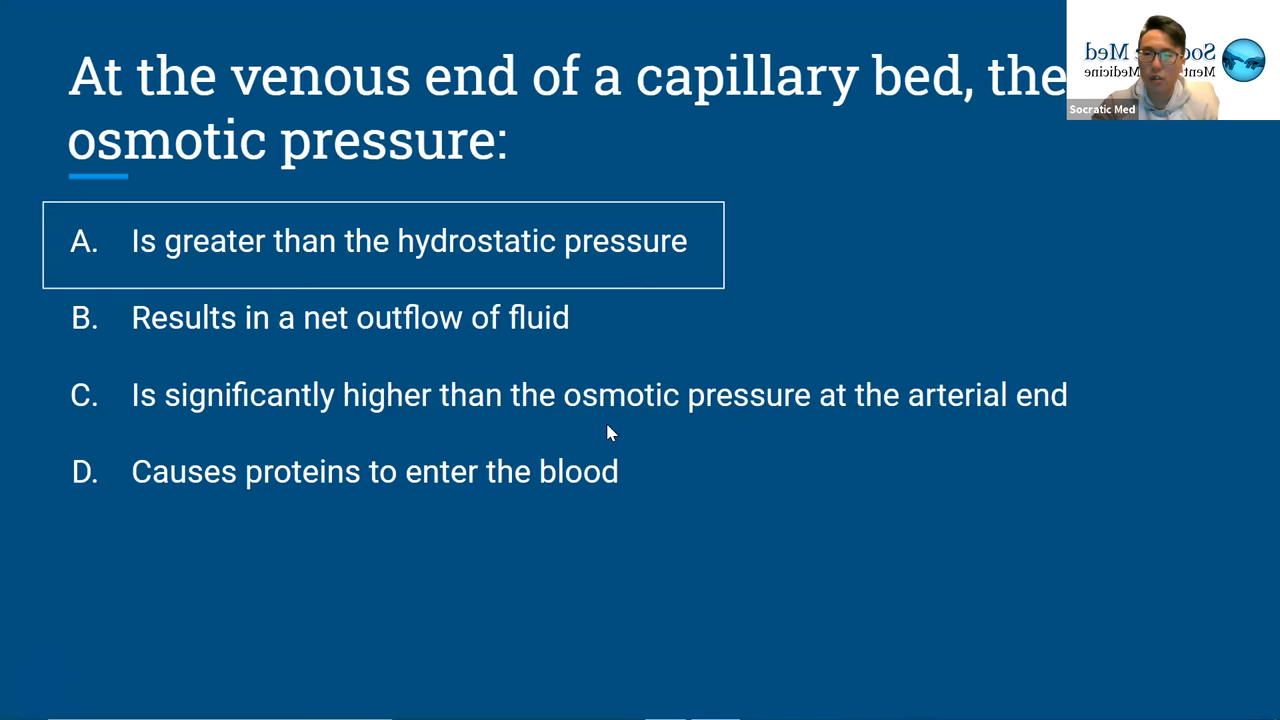 At the venous end of a capillary bed, the
osmotic pressure:
A. Is greater than the hydrostatic pressure
B. Results in a net outflow of fluid
C. Is significantly higher than the osmotic pressure at the arterial end
D. Causes proteins to enter the blood
Med
Medicine
Socratic Med